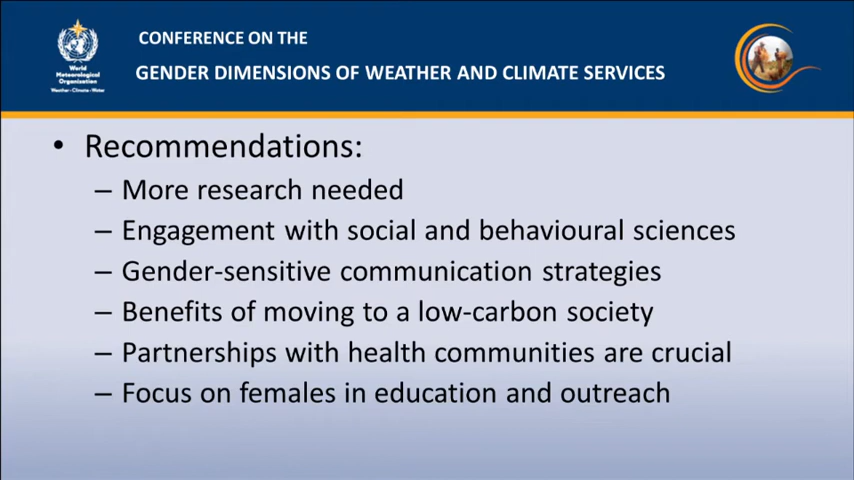 CONFERENCE ON THE
GENDER DIMENSIONS OF WEATHER AND CLIMATE SERVICES
World
Meteorological
Organization
Weather · Climate · Water
• Recommendations:
– More research needed
– Engagement with social and behavioural sciences
– Gender-sensitive communication strategies
– Benefits of moving to a low-carbon society
– Partnerships with health communities are crucial
– Focus on females in education and outreach